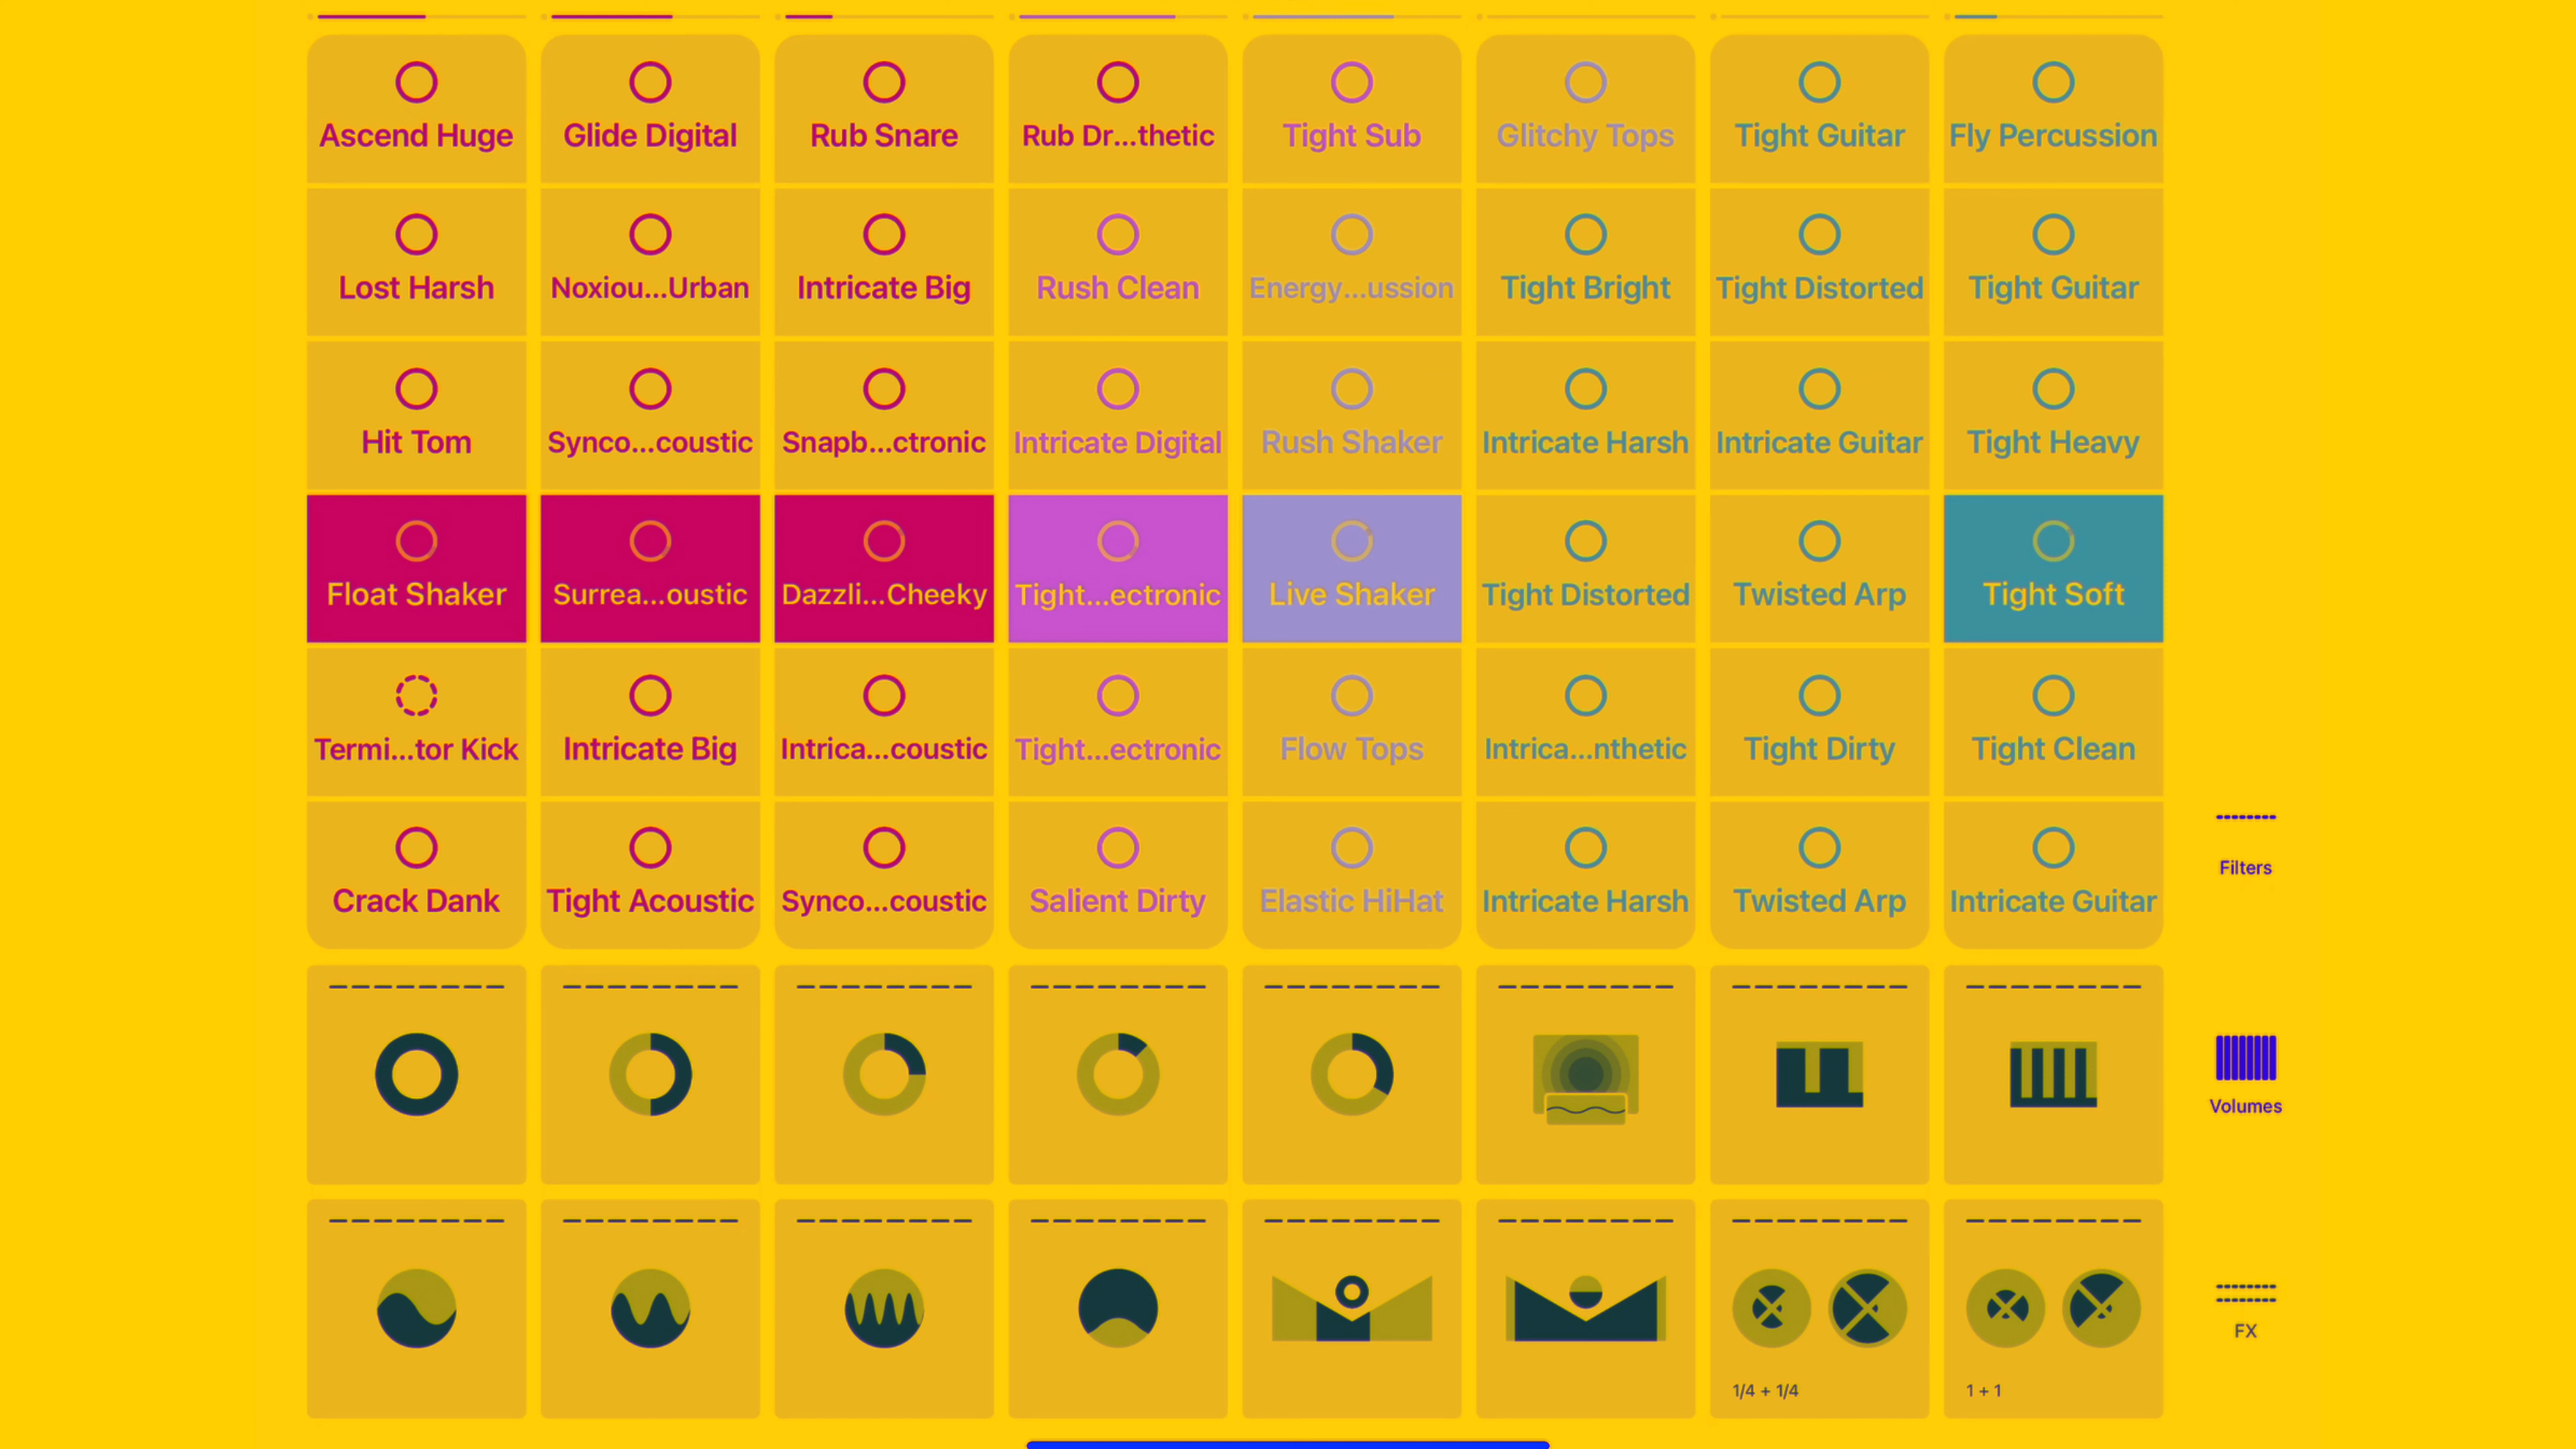 Ascend Huge Glide Digital Rub Snare Rub Dr...thetic Tight Sub Glitchy Tops Tight Guitar Fly Percussion
Lost Harsh Noxiou...Urban Intricate Big Rush Clean Energy...ussion Tight Bright Tight Distorted Tight Guitar
Hit Tom Synco...coustic Snapb...ctronic Intricate Digital Rush Shaker Intricate Harsh Intricate Guitar Tight Heavy
Float Shaker Surrea...oustic Dazzli...Cheeky Tight...ectronic Live Shaker Tight Distorted Twisted Arp Tight Soft
Termi...tor Kick Intricate Big Intrica...coustic Tight...ectronic Flow Tops Intrica...nthetic Tight Dirty Tight Clean
Filters
Crack Dank Tight Acoustic Synco...coustic Salient Dirty Elastic HiHat Intricate Harsh Twisted Arp Intricate Guitar
Volumes
FX
1/4 + 1/4 1 + 1